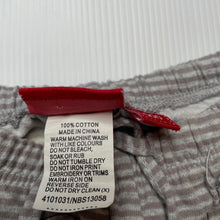 100% COTTON
MADE IN CHINA
WARM MACHINE WASH
WITH LIKE COLOURS
DO NOT BLEACH,
SOAK OR RUB
DO NOT TUMBLE DRY
DO NOT IRON PRINT
EMBROIDERY OR TRIMS
WARM IRON ON
REVERSE SIDE
DO NOT DRY CLEAN (X)
4101031/NBS13058